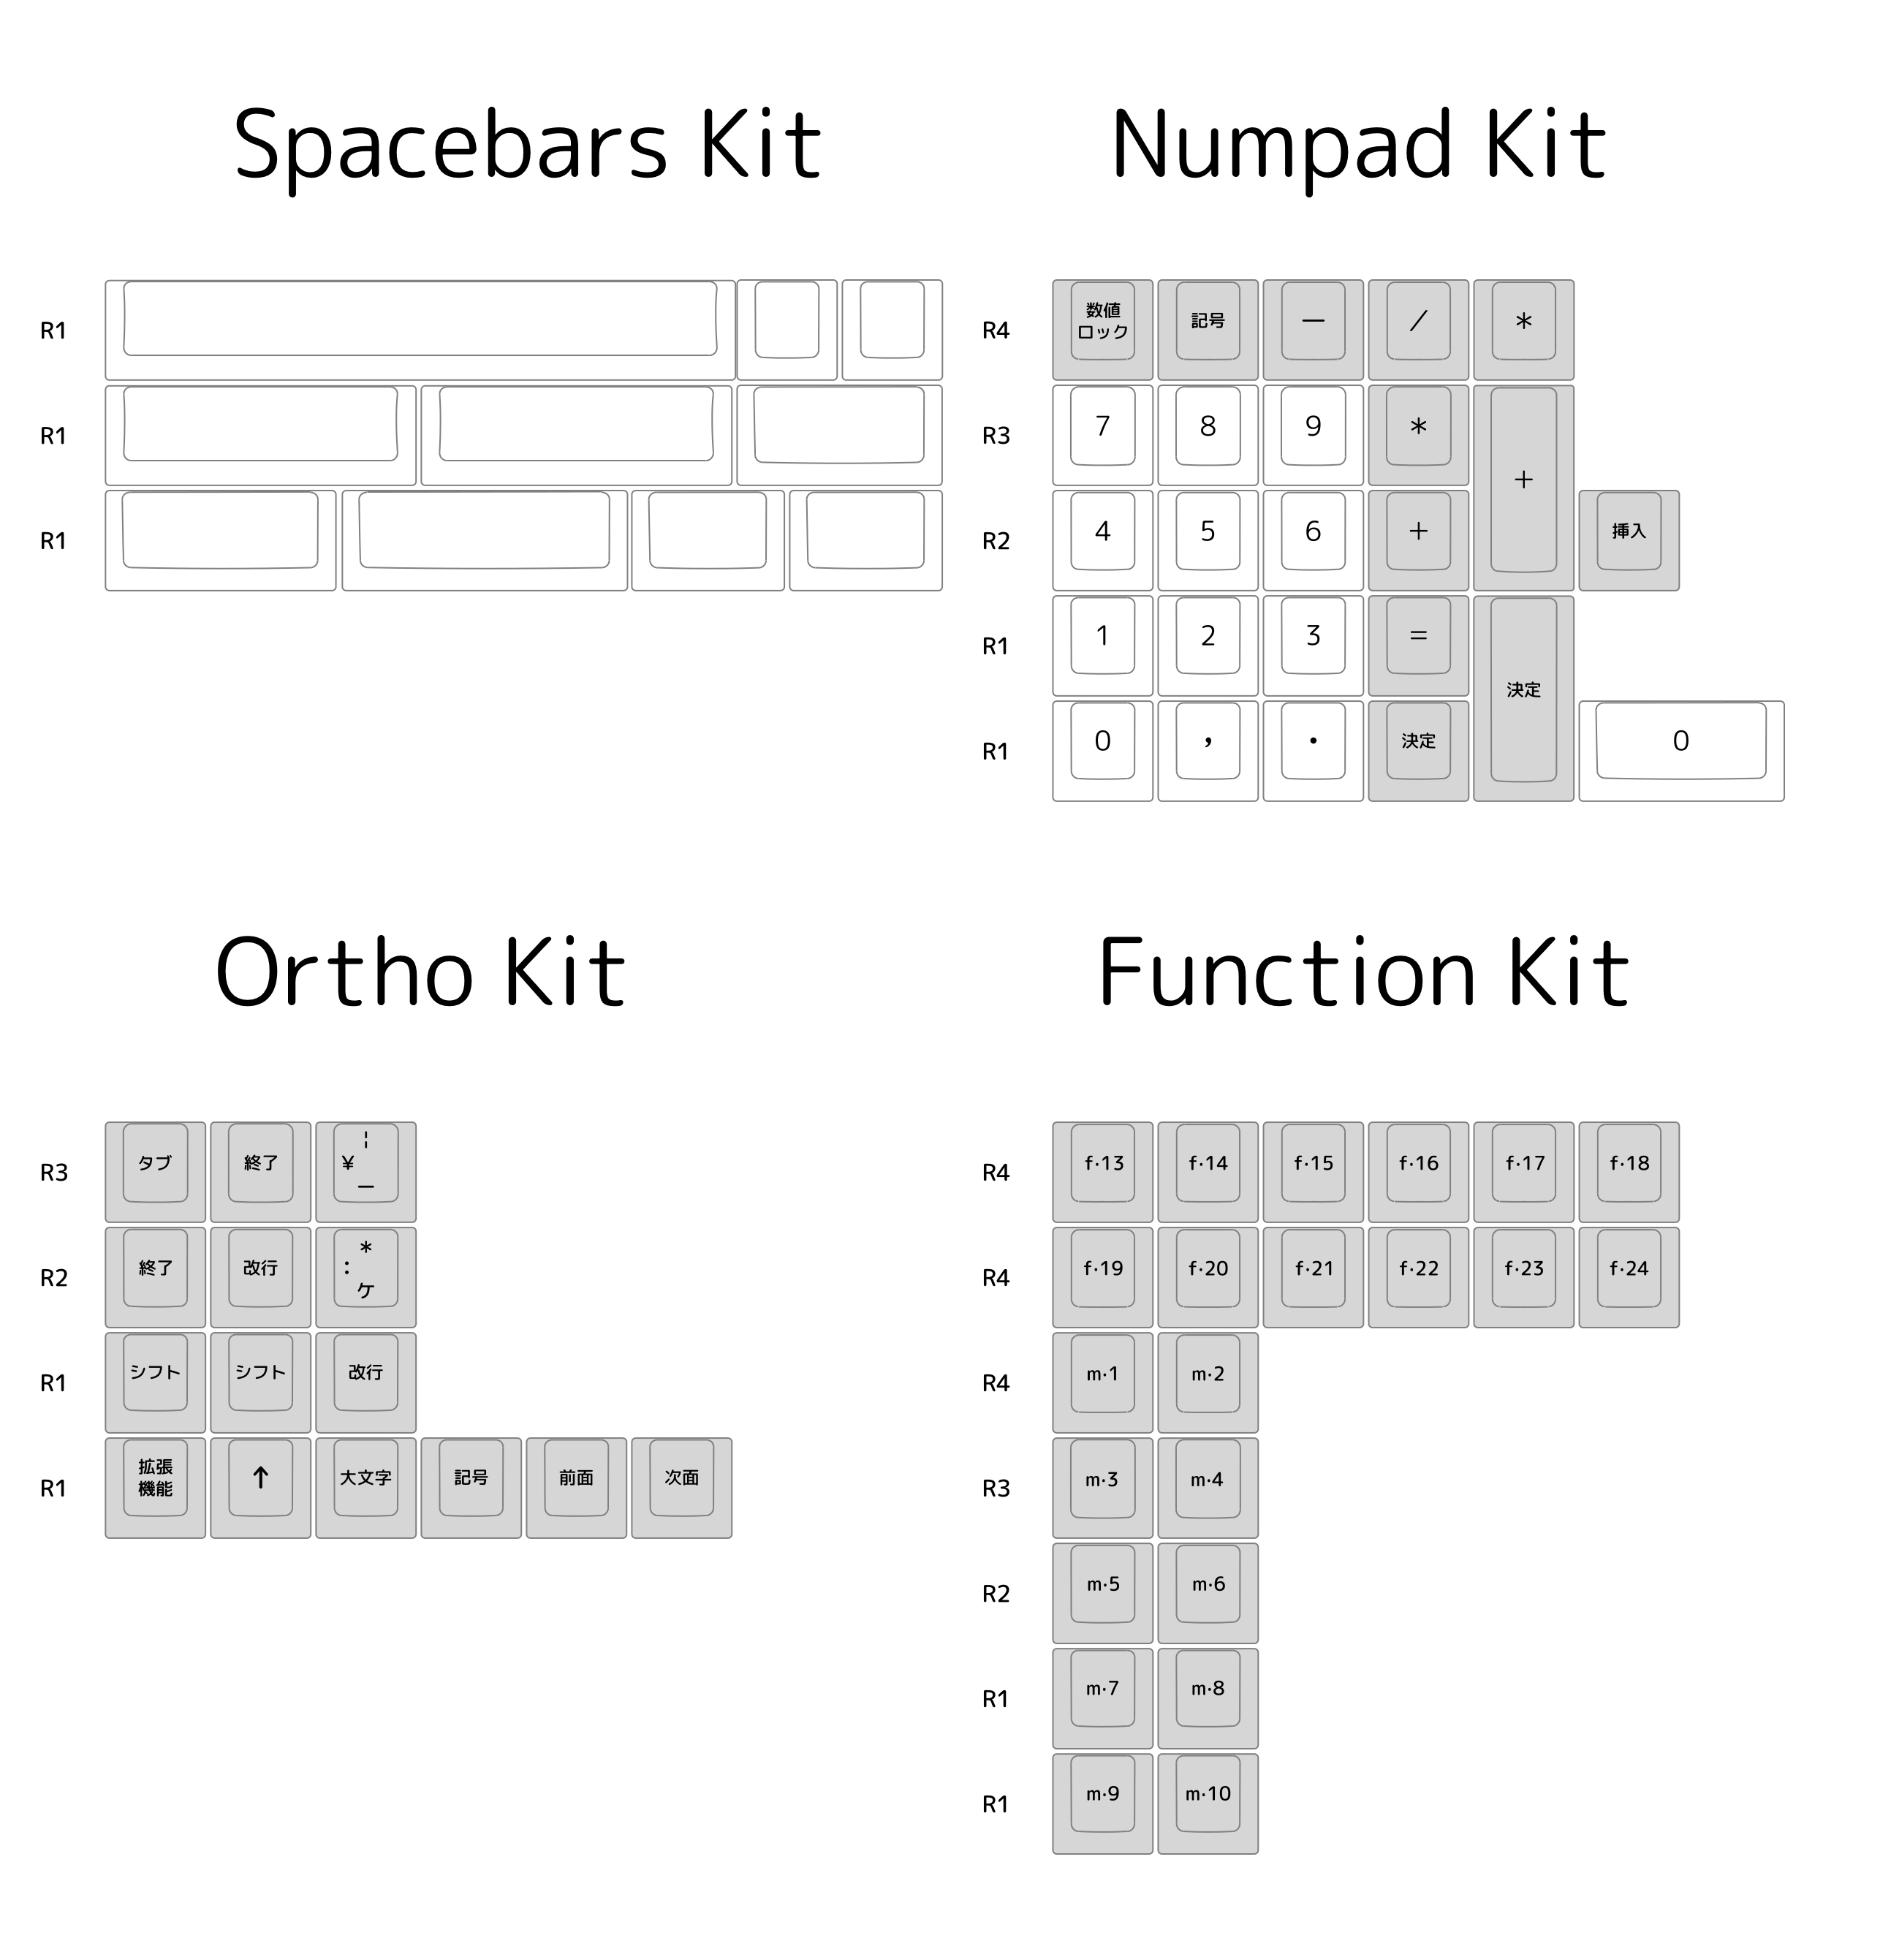 Spacebars Kit
R1
R1
R1
Numpad Kit
R4 数値 ロック 記号 — / *
R3 7 8 9 * +
R2 4 5 6 + 挿入
R1 1 2 3 = 決定
R1 0 , . 決定 0
Ortho Kit
R3 タブ 終了 ¦ ¥ _
R2 終了 改行 * : ケ
R1 シフト シフト 改行
R1 拡張 機能 ↑ 大文字 記号 前面 次面
Function Kit
R4 f·13 f·14 f·15 f·16 f·17 f·18
R4 f·19 f·20 f·21 f·22 f·23 f·24
R4 m·1 m·2
R3 m·3 m·4
R2 m·5 m·6
R1 m·7 m·8
R1 m·9 m·10